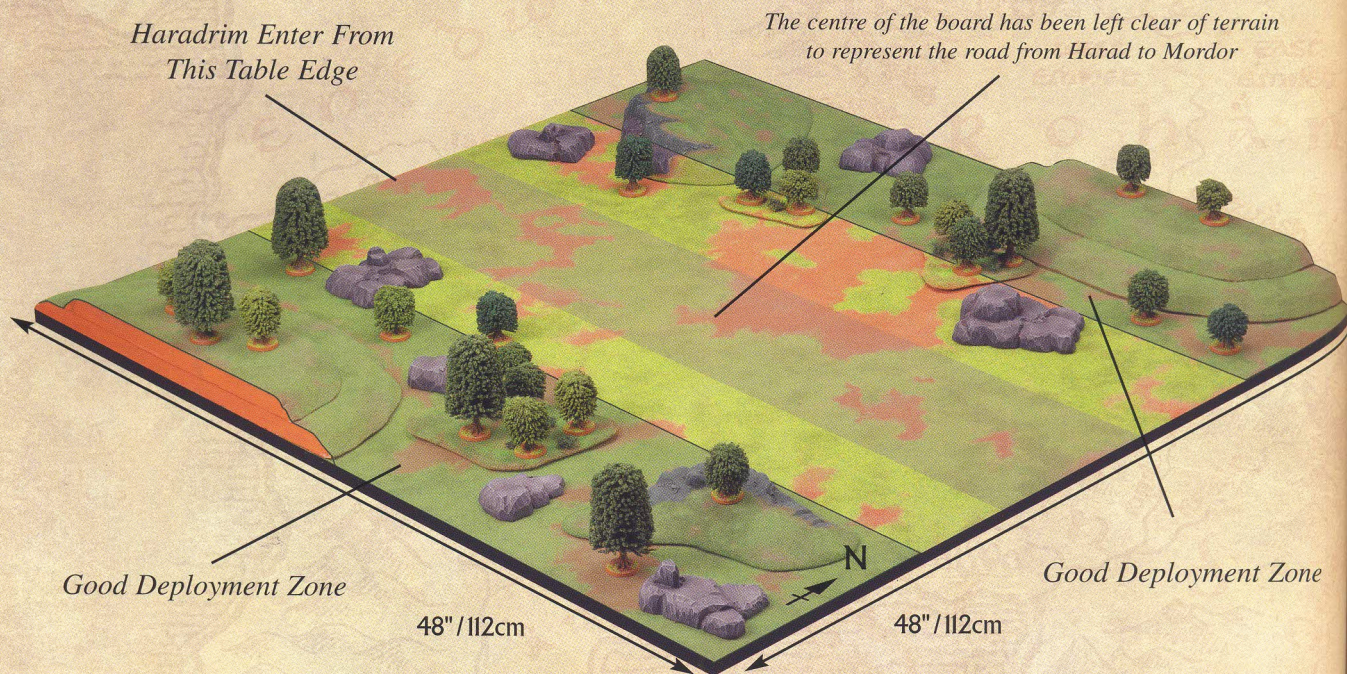 Haradrim Enter From
This Table Edge
The centre of the board has been left clear of terrain
to represent the road from Harad to Mordor
N
Good Deployment Zone
Good Deployment Zone
48"/112cm
48"/112cm